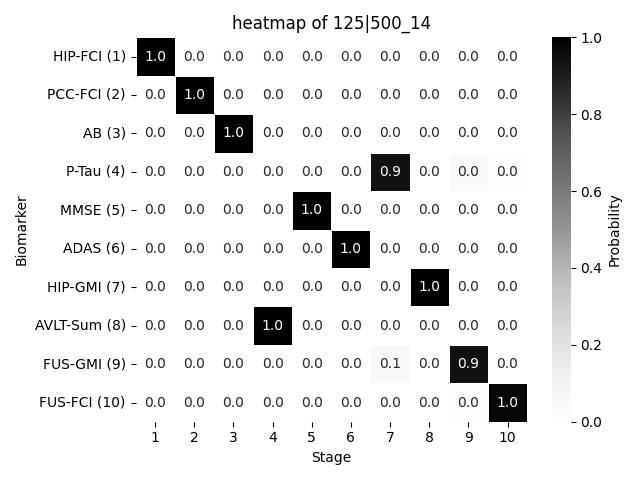 heatmap of 125|500_14
HIP-FCI (1) 1.0 0.0 0.0 0.0 0.0 0.0 0.0 0.0 0.0 0.0
PCC-FCI (2) 0.0 1.0 0.0 0.0 0.0 0.0 0.0 0.0 0.0 0.0
AB (3) 0.0 0.0 1.0 0.0 0.0 0.0 0.0 0.0 0.0 0.0
P-Tau (4) 0.0 0.0 0.0 0.0 0.0 0.0 0.9 0.0 0.0 0.0
MMSE (5) 0.0 0.0 0.0 0.0 1.0 0.0 0.0 0.0 0.0 0.0
ADAS (6) 0.0 0.0 0.0 0.0 0.0 1.0 0.0 0.0 0.0 0.0
HIP-GMI (7) 0.0 0.0 0.0 0.0 0.0 0.0 0.0 1.0 0.0 0.0
AVLT-Sum (8) 0.0 0.0 0.0 1.0 0.0 0.0 0.0 0.0 0.0 0.0
FUS-GMI (9) 0.0 0.0 0.0 0.0 0.0 0.0 0.1 0.0 0.9 0.0
FUS-FCI (10) 0.0 0.0 0.0 0.0 0.0 0.0 0.0 0.0 0.0 1.0
1 2 3 4 5 6 7 8 9 10
Stage
Biomarker
1.0
0.8
0.6
0.4
0.2
0.0
Probability